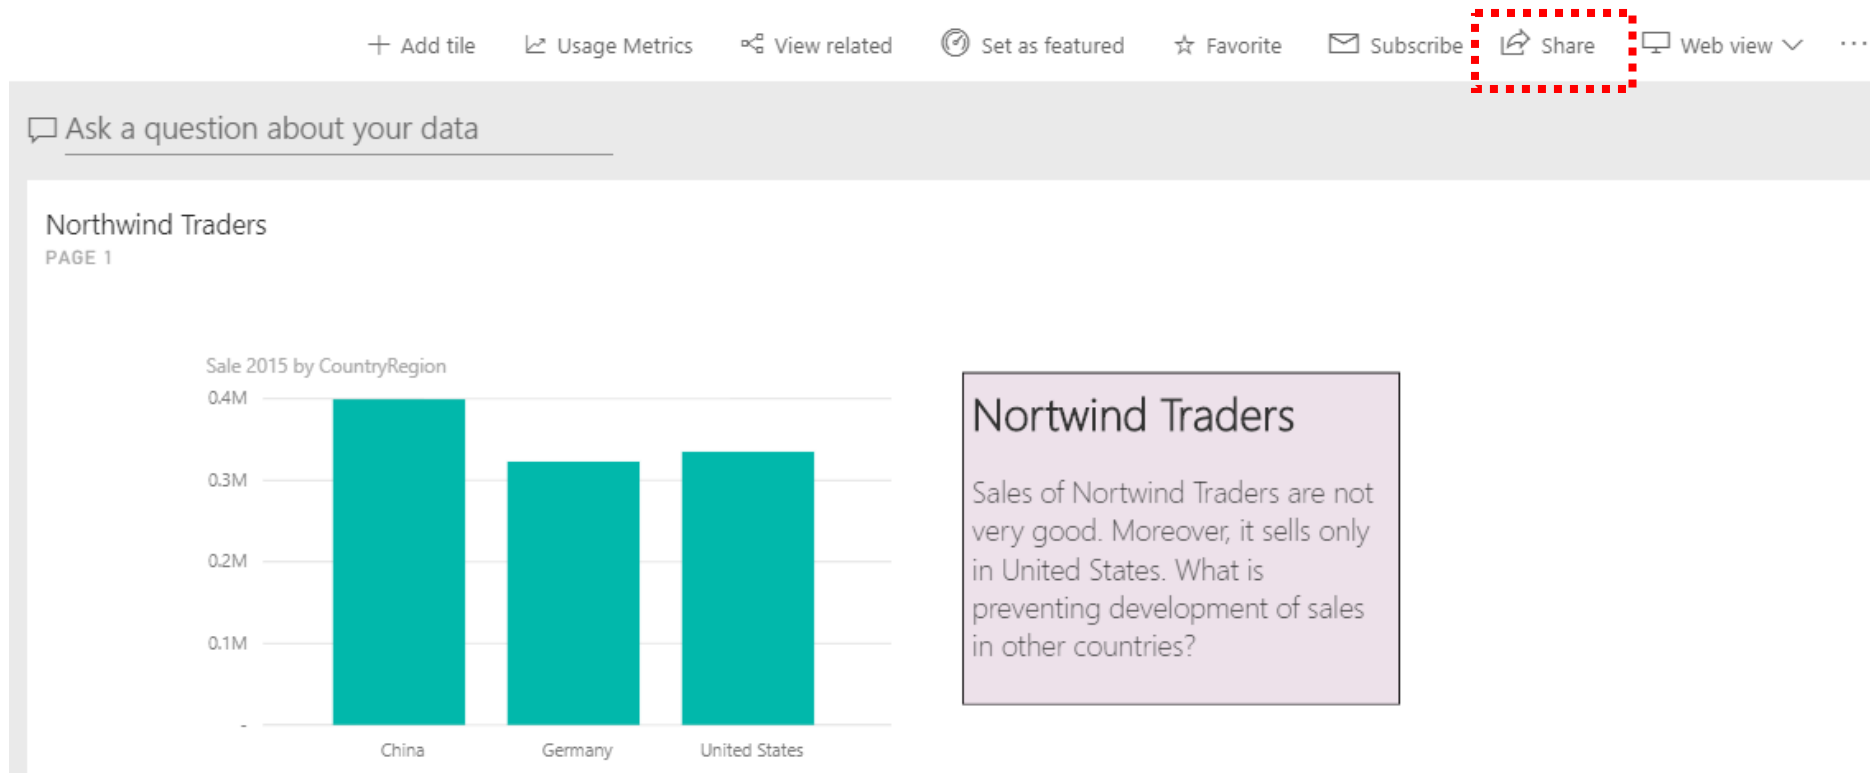 Add tile Usage Metrics View related Set as featured Favorite Subscribe Share Web view ...
Ask a question about your data
Northwind Traders
PAGE 1
Sale 2015 by CountryRegion
0.4M
0.3M
0.2M
0.1M
-
China Germany United States
Nortwind Traders
Sales of Nortwind Traders are not
very good. Moreover, it sells only
in United States. What is
preventing development of sales
in other countries?